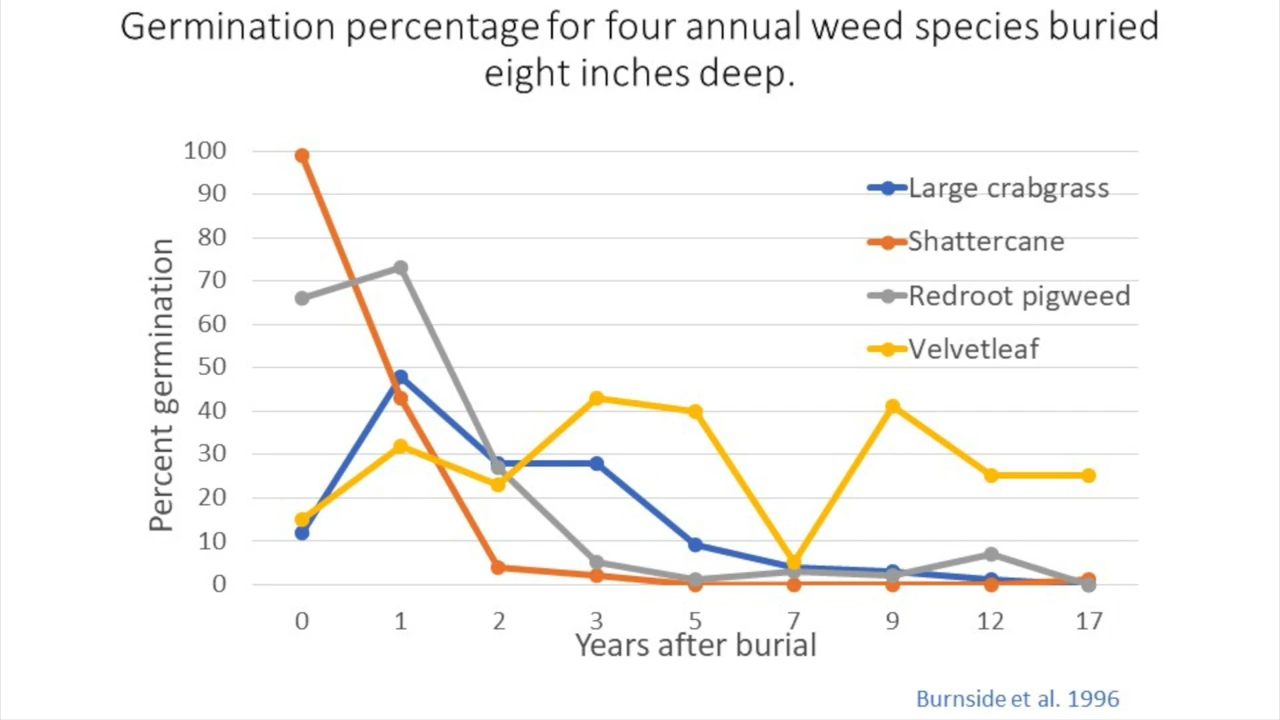 Germination percentage for four annual weed species buried
eight inches deep.
100
90
80
70
60
50
40
30
20
10
0
Percent germination
Large crabgrass
Shattercane
Redroot pigweed
Velvetleaf
0 1 2 3 5 7 9 12 17
Years after burial
Burnside et al. 1996